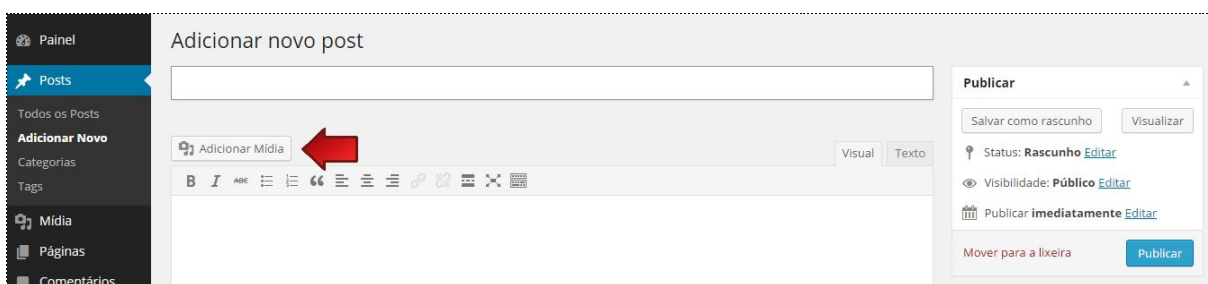 Painel
Posts
Todos os Posts
Adicionar Novo
Categorias
Tags
Mídia
Páginas
Comentários
Adicionar novo post
Adicionar Mídia
Visual Texto
B I ABC
Publicar
Salvar como rascunho Visualizar
Status: Rascunho Editar
Visibilidade: Público Editar
Publicar imediatamente Editar
Mover para a lixeira Publicar